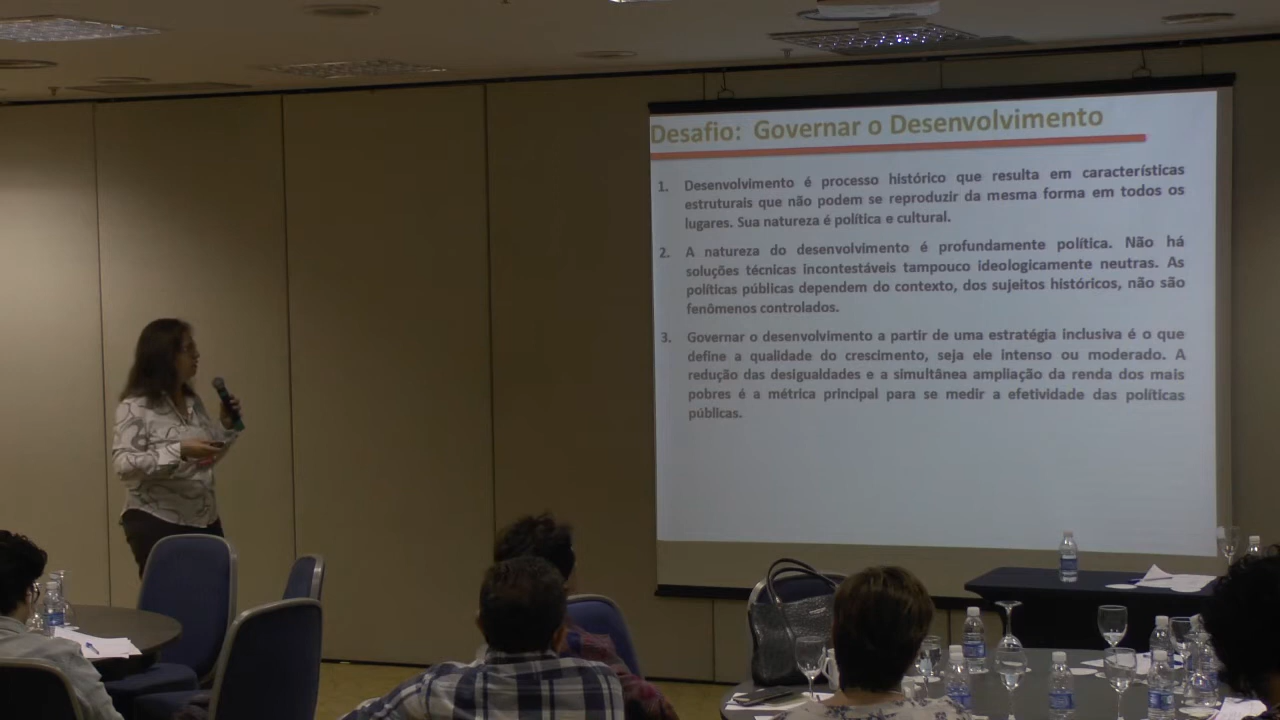 Desafio: Governar o Desenvolvimento
1. Desenvolvimento é processo histórico que resulta em características
estruturais que não podem se reproduzir da mesma forma em todos os
lugares. Sua natureza é política e cultural.
2. A natureza do desenvolvimento é profundamente política. Não há
soluções técnicas incontestáveis tampouco ideologicamente neutras. As
políticas públicas dependem do contexto, dos sujeitos históricos, não são
fenômenos controlados.
3. Governar o desenvolvimento a partir de uma estratégia inclusiva é o que
define a qualidade do crescimento, seja ele intenso ou moderado. A
redução das desigualdades e a simultânea ampliação da renda dos mais
pobres é a métrica principal para se medir a efetividade das políticas
públicas.